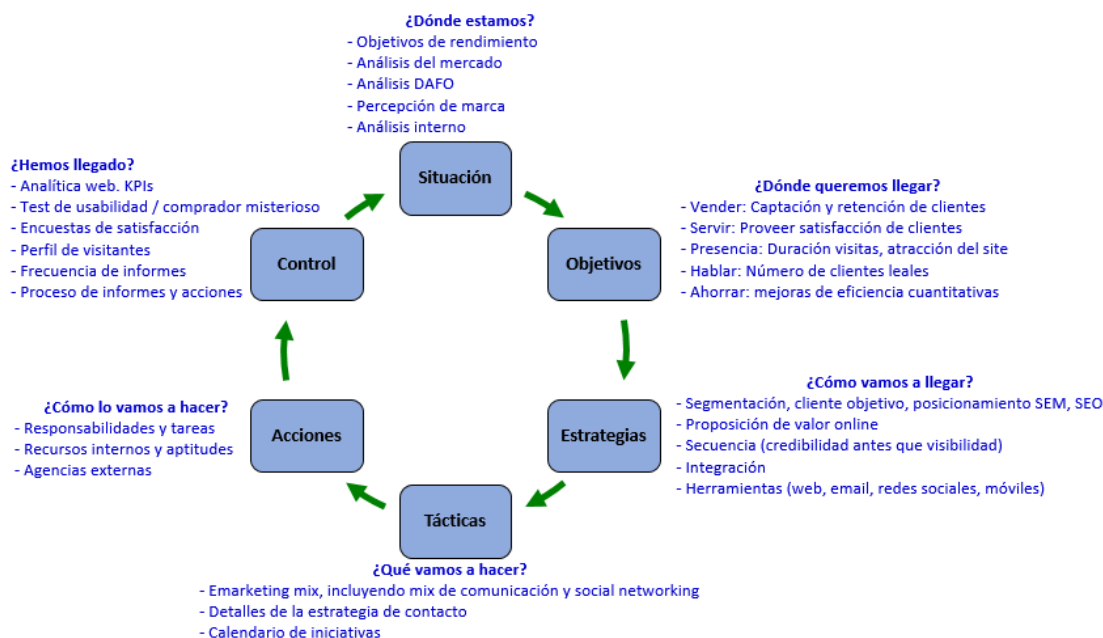 ¿Dónde estamos?
- Objetivos de rendimiento
- Análisis del mercado
- Análisis DAFO
- Percepción de marca
- Análisis interno
Situación
¿Dónde queremos llegar?
- Vender: Captación y retención de clientes
- Servir: Proveer satisfacción de clientes
- Presencia: Duración visitas, atracción del site
- Hablar: Número de clientes leales
- Ahorrar: mejoras de eficiencia cuantitativas
Objetivos
¿Cómo vamos a llegar?
- Segmentación, cliente objetivo, posicionamiento SEM, SEO
- Proposición de valor online
- Secuencia (credibilidad antes que visibilidad)
- Integración
- Herramientas (web, email, redes sociales, móviles)
Estrategias
Tácticas
¿Qué vamos a hacer?
- Emarketing mix, incluyendo mix de comunicación y social networking
- Detalles de la estrategia de contacto
- Calendario de iniciativas
¿Cómo lo vamos a hacer?
- Responsabilidades y tareas
- Recursos internos y aptitudes
- Agencias externas
Acciones
¿Hemos llegado?
- Analítica web. KPIs
- Test de usabilidad / comprador misterioso
- Encuestas de satisfacción
- Perfil de visitantes
- Frecuencia de informes
- Proceso de informes y acciones
Control